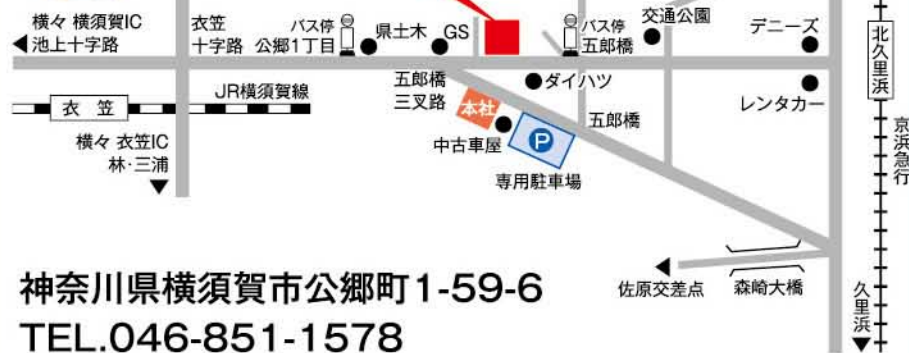 横々 横須賀IC
池上十字路
衣笠
十字路
バス停
公郷1丁目
県土木
GS
バス停
五郎橋
交通公園
デニーズ
北久里浜
JR横須賀線
衣笠
五郎橋
三叉路
本社
ダイハツ
レンタカー
京浜急行
横々 衣笠IC
林・三浦
中古車屋
P
五郎橋
専用駐車場
佐原交差点
森崎大橋
久里浜
神奈川県横須賀市公郷町1-59-6
TEL.046-851-1578